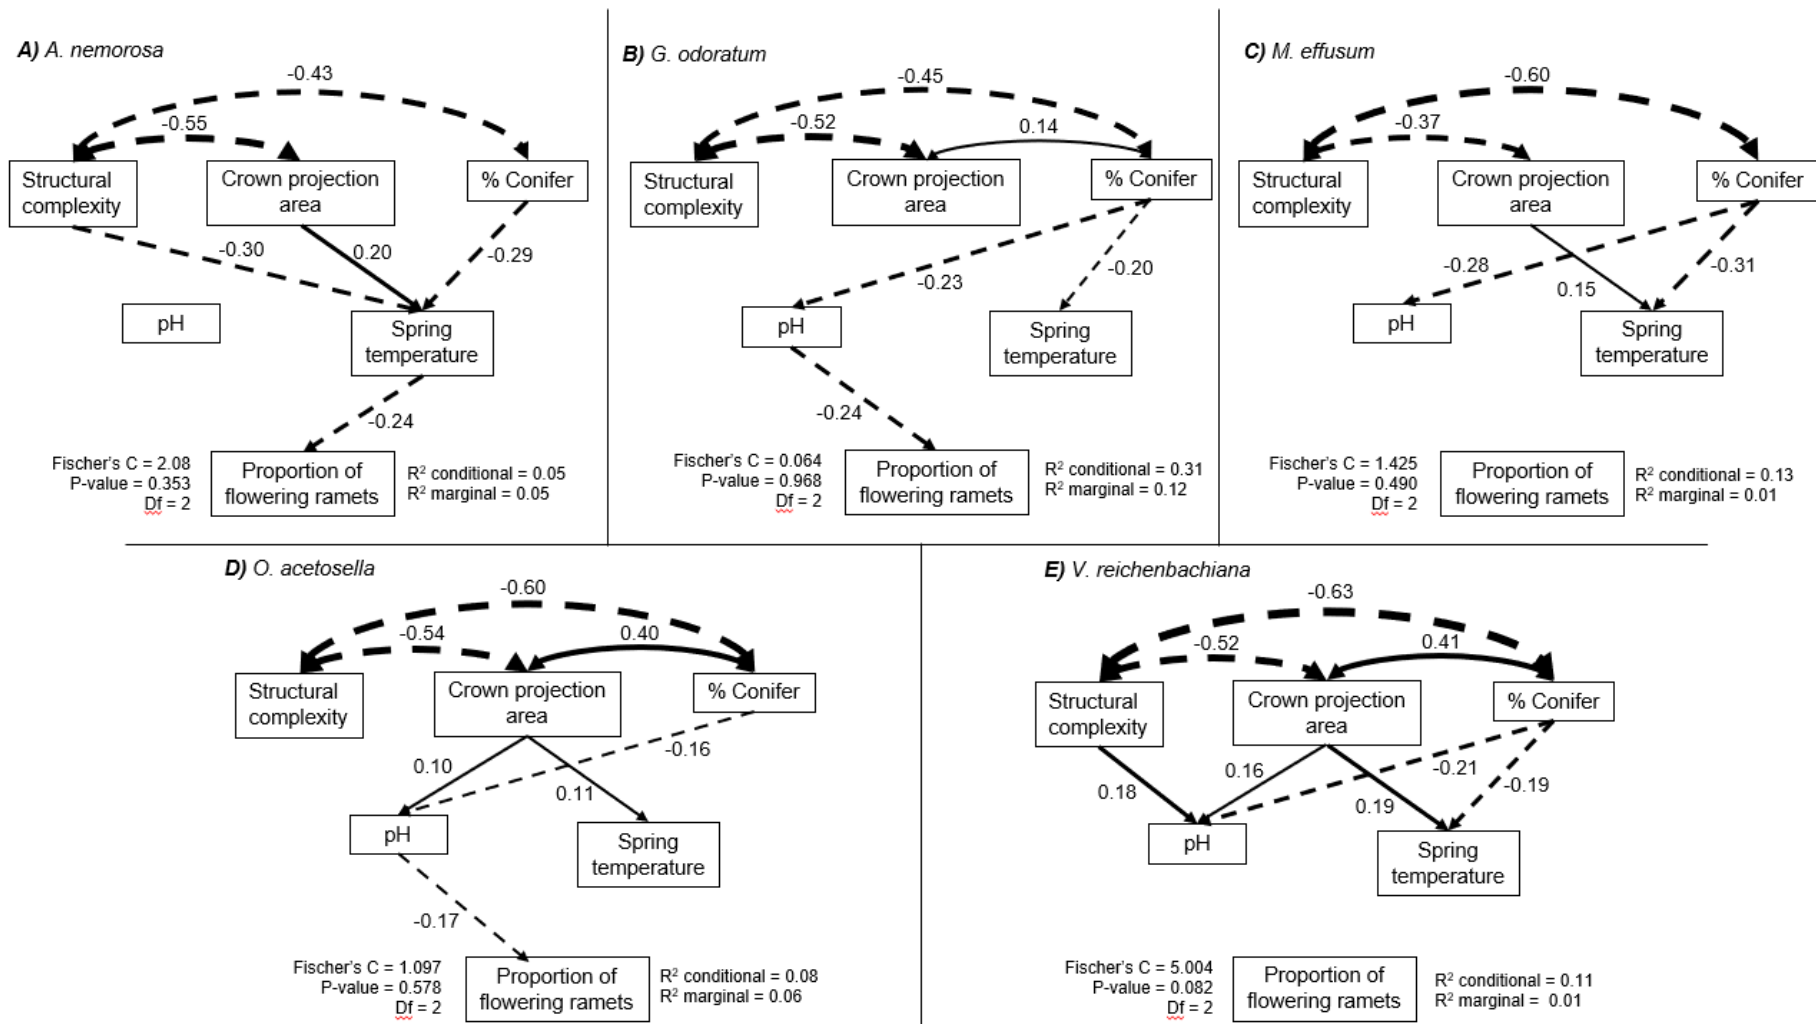 A) A. nemorosa
-0.43
-0.55
Structural
complexity
Crown projection
area
% Conifer
-0.30
0.20
-0.29
pH
Spring
temperature
-0.24
Fischer's C = 2.08
P-value = 0.353
Df = 2
Proportion of
flowering ramets
R² conditional = 0.05
R² marginal = 0.05
B) G. odoratum
-0.45
-0.52
0.14
Structural
complexity
Crown projection
area
% Conifer
-0.23
-0.20
pH
Spring
temperature
-0.24
Fischer's C = 0.064
P-value = 0.968
Df = 2
Proportion of
flowering ramets
R² conditional = 0.31
R² marginal = 0.12
C) M. effusum
-0.60
-0.37
Structural
complexity
Crown projection
area
% Conifer
-0.28
0.15
-0.31
pH
Spring
temperature
Fischer's C = 1.425
P-value = 0.490
Df = 2
Proportion of
flowering ramets
R² conditional = 0.13
R² marginal = 0.01
D) O. acetosella
-0.60
-0.54
0.40
Structural
complexity
Crown projection
area
% Conifer
0.10
0.11
-0.16
pH
Spring
temperature
-0.17
Fischer's C = 1.097
P-value = 0.578
Df = 2
Proportion of
flowering ramets
R² conditional = 0.08
R² marginal = 0.06
E) V. reichenbachiana
-0.63
-0.52
0.41
Structural
complexity
Crown projection
area
% Conifer
0.18
0.16
0.19
-0.21
-0.19
pH
Spring
temperature
Fischer's C = 5.004
P-value = 0.082
Df = 2
Proportion of
flowering ramets
R² conditional = 0.11
R² marginal =  0.01